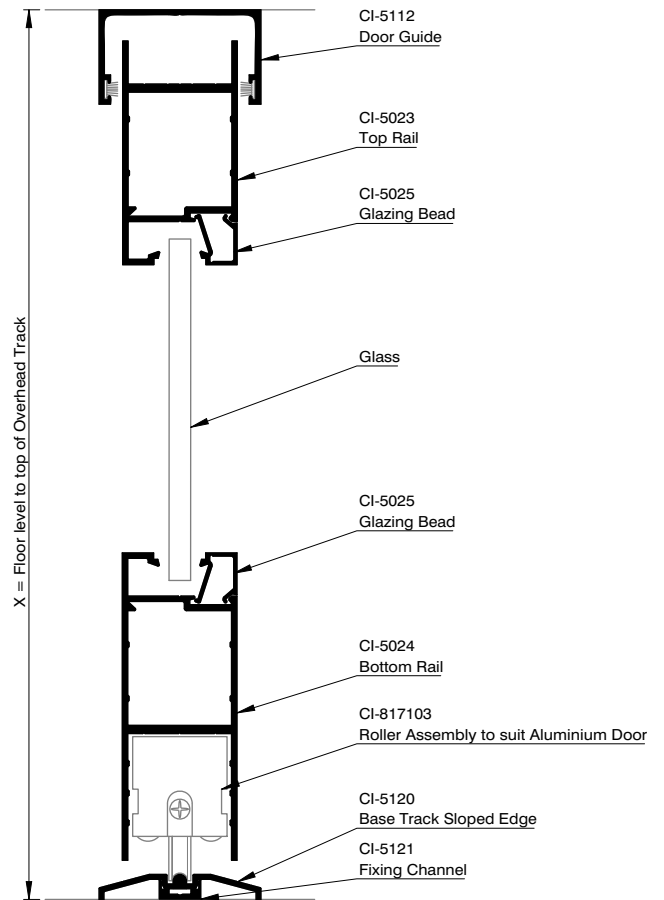 CI-5112
Door Guide
CI-5023
Top Rail
CI-5025
Glazing Bead
Glass
X = Floor level to top of Overhead Track
CI-5025
Glazing Bead
CI-5024
Bottom Rail
CI-817103
Roller Assembly to suit Aluminium Door
CI-5120
Base Track Sloped Edge
CI-5121
Fixing Channel